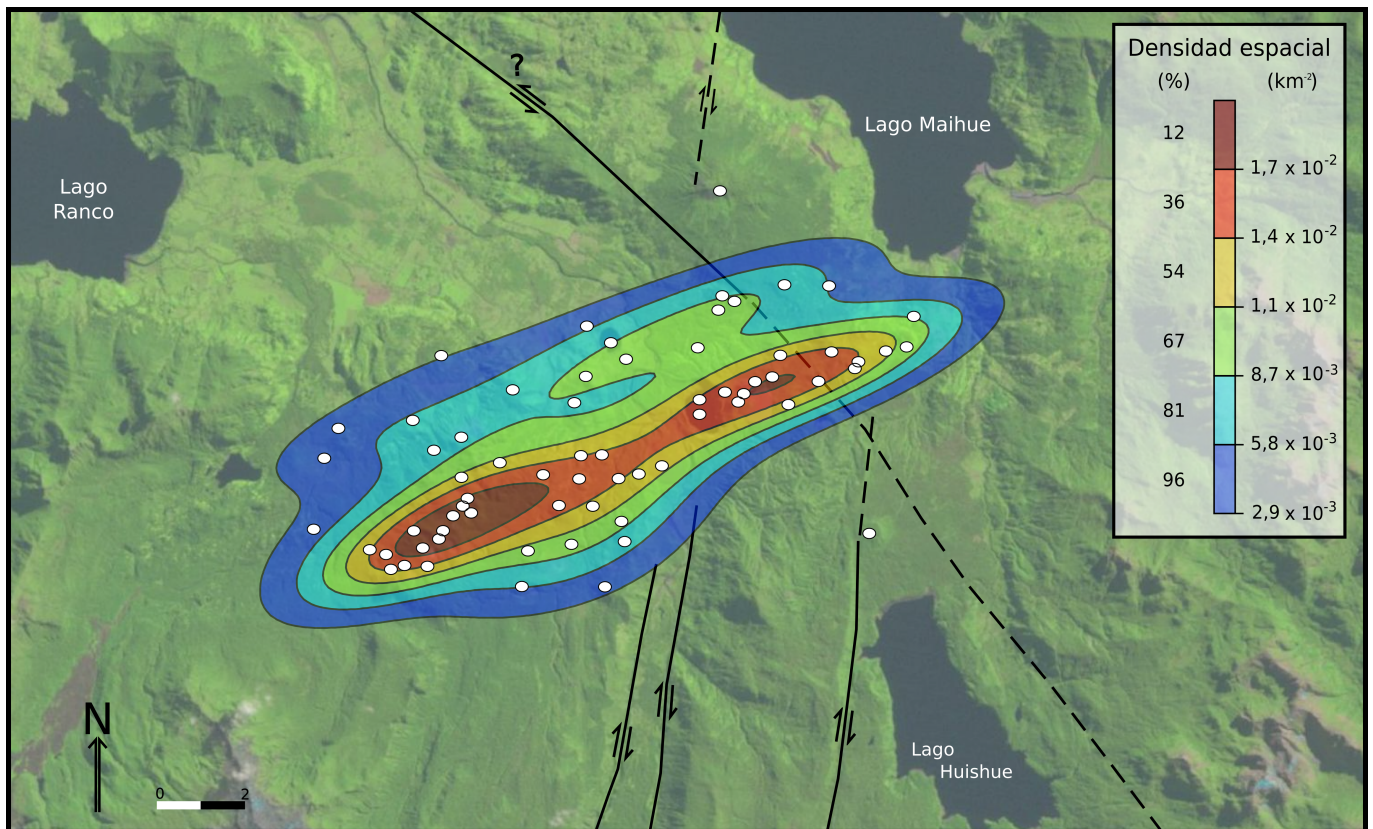 ?
Lago Maihue
Lago
Ranco
Densidad espacial
(%) (km⁻²)
12
1,7 x 10⁻²
36
1,4 x 10⁻²
54
1,1 x 10⁻²
67
8,7 x 10⁻³
81
5,8 x 10⁻³
96
2,9 x 10⁻³
N
0 2
Lago
Huishue